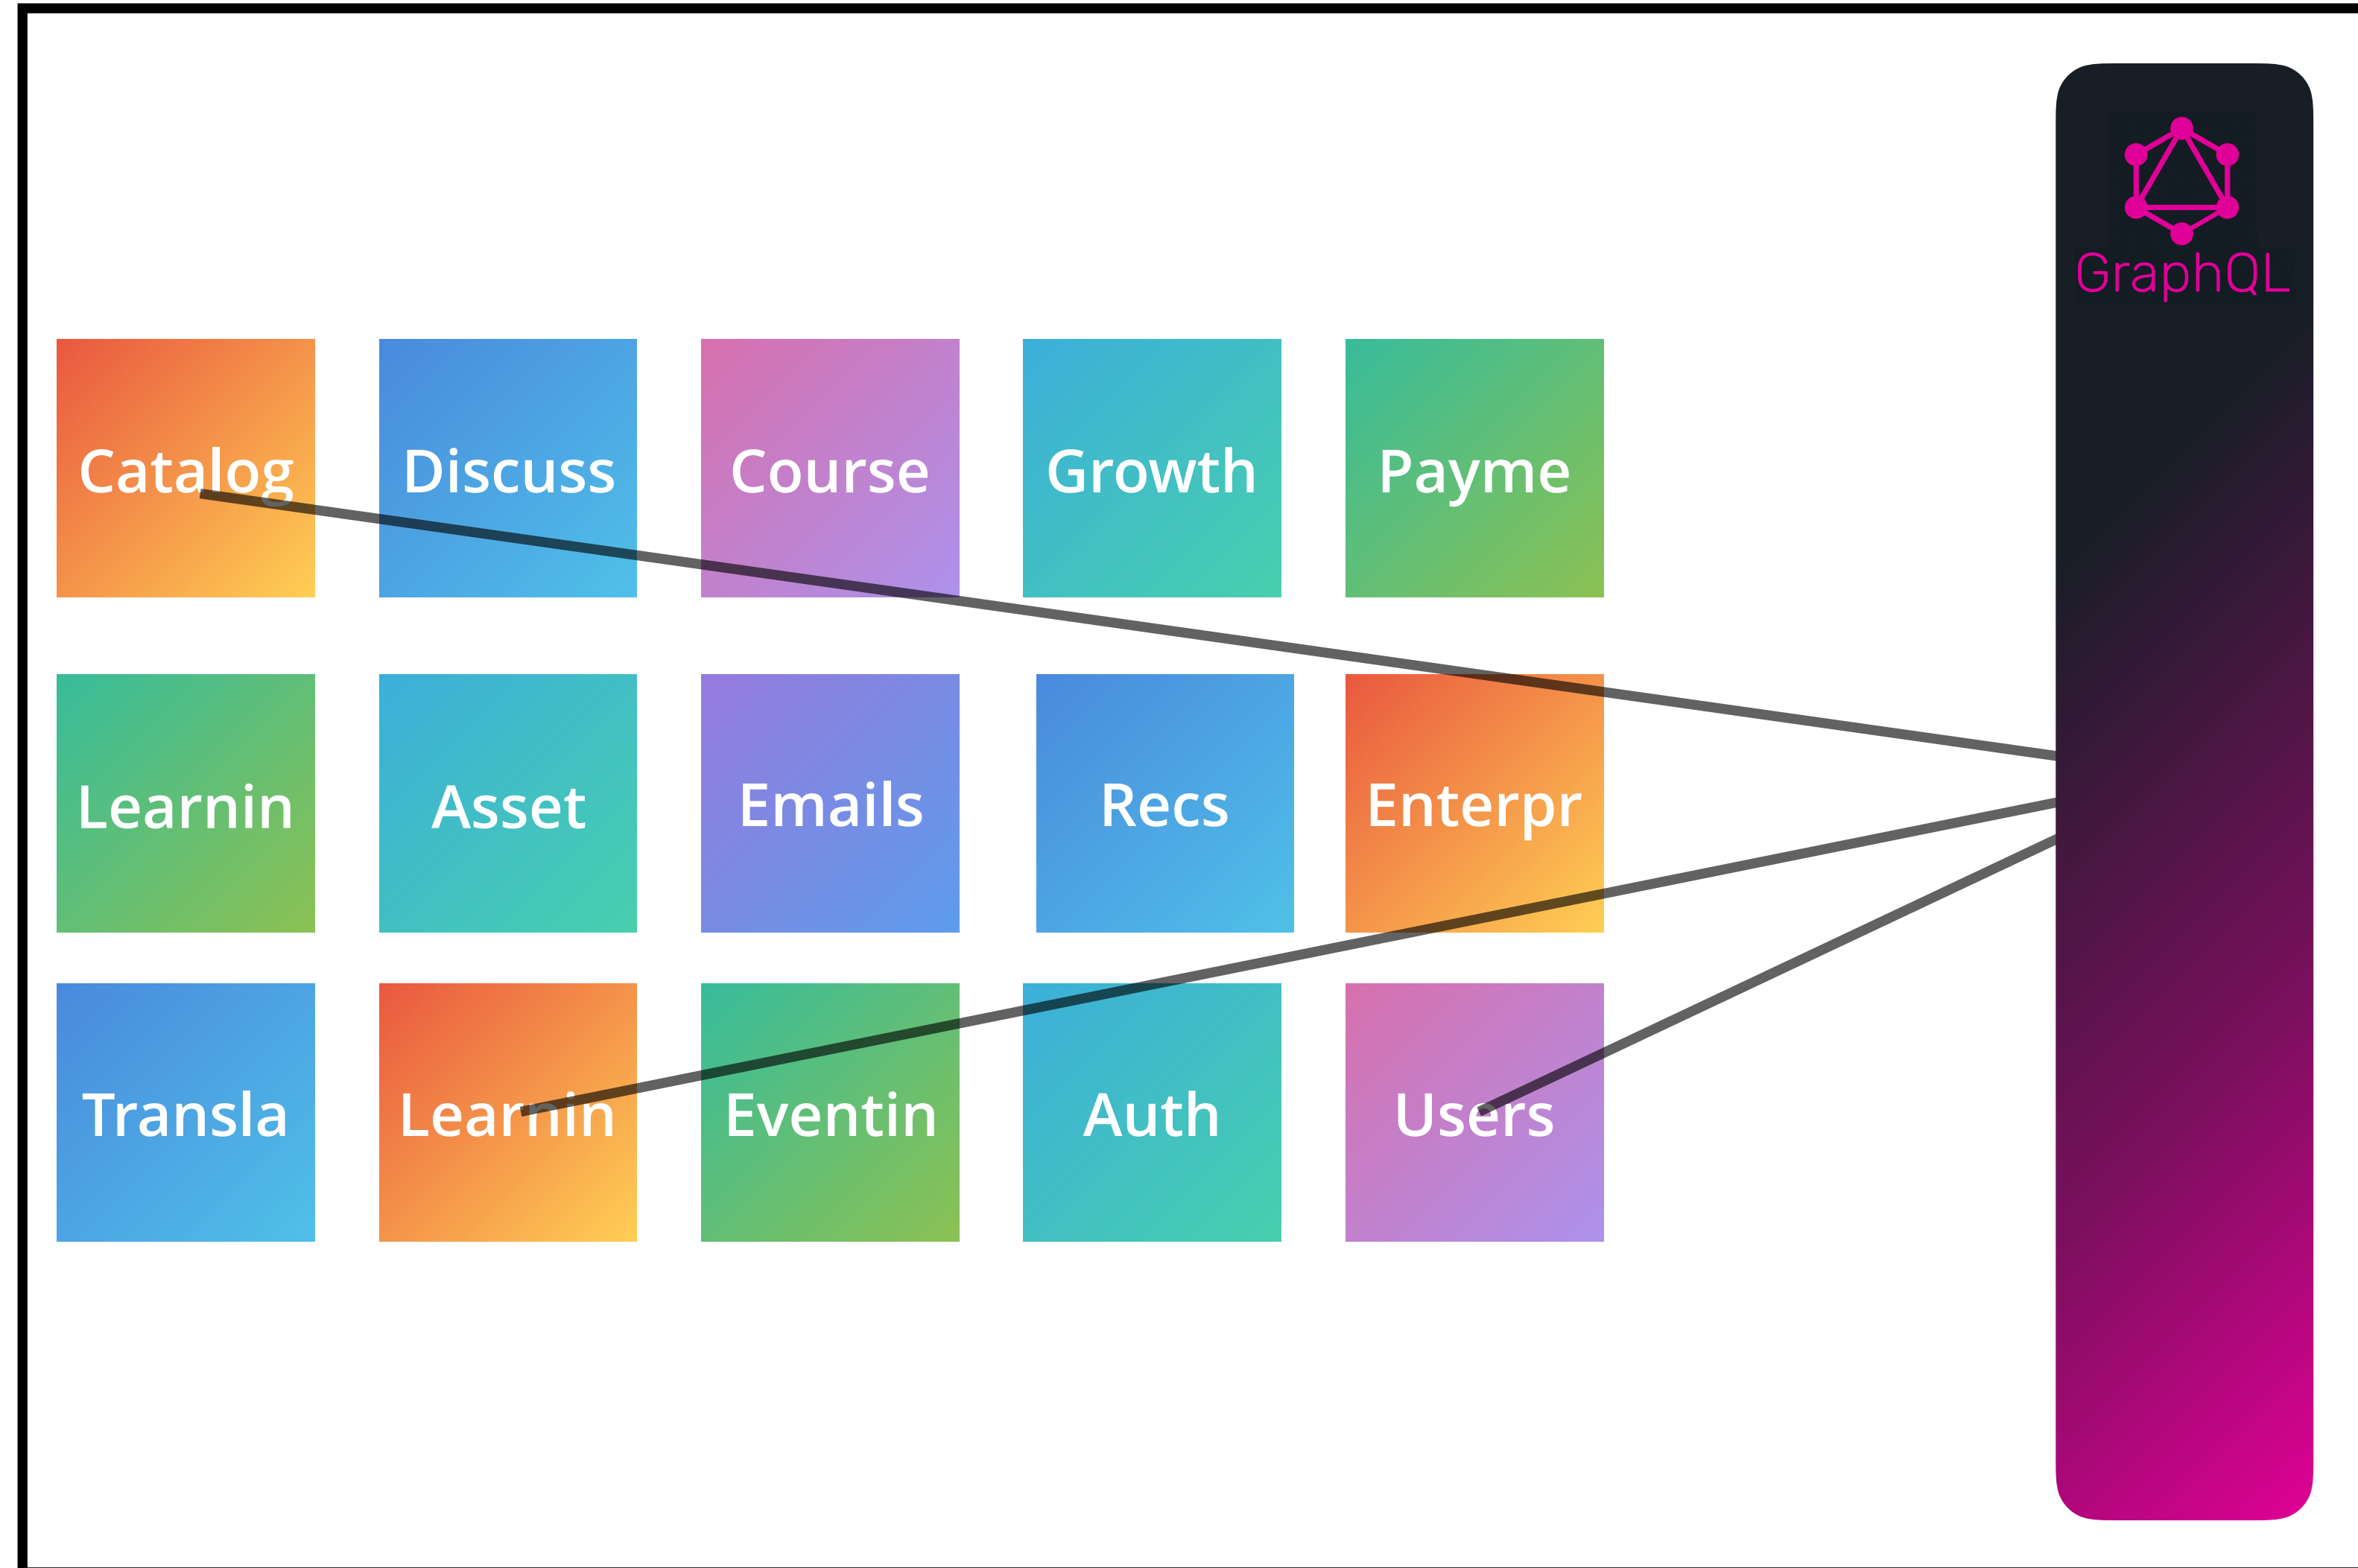 GraphQL
Catalog
Discuss
Course
Growth
Payme
Learnin
Asset
Emails
Recs
Enterpr
Transla
Learnin
Eventin
Auth
Users